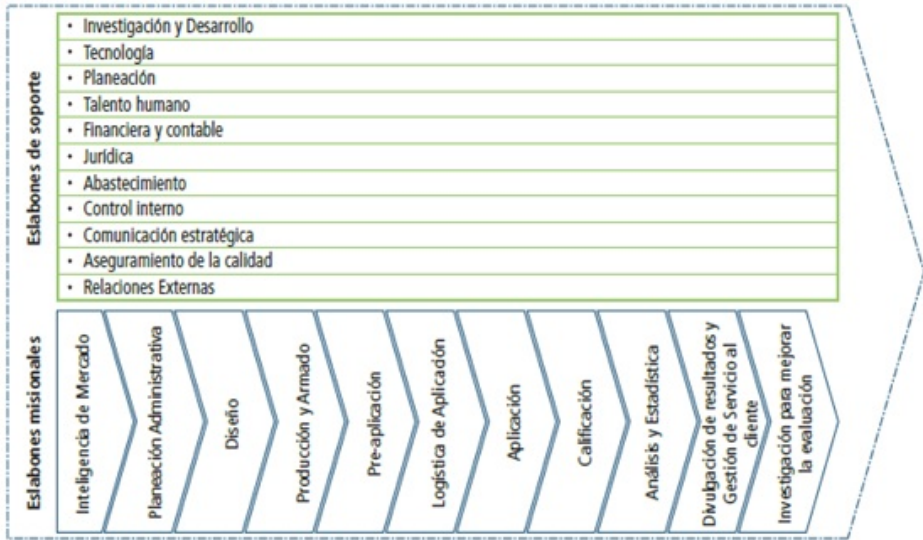 Eslabones de soporte
• Investigación y Desarrollo
• Tecnología
• Planeación
• Talento humano
• Financiera y contable
• Jurídica
• Abastecimiento
• Control interno
• Comunicación estratégica
• Aseguramiento de la calidad
• Relaciones Externas
Eslabones misionales
Inteligencia de Mercado
Planeación Administrativa
Diseño
Producción y Armado
Pre-aplicación
Logística de Aplicación
Aplicación
Calificación
Análisis y Estadística
Divulgación de resultados y
Gestión de Servicio al
cliente
Investigación para mejorar
la evaluación